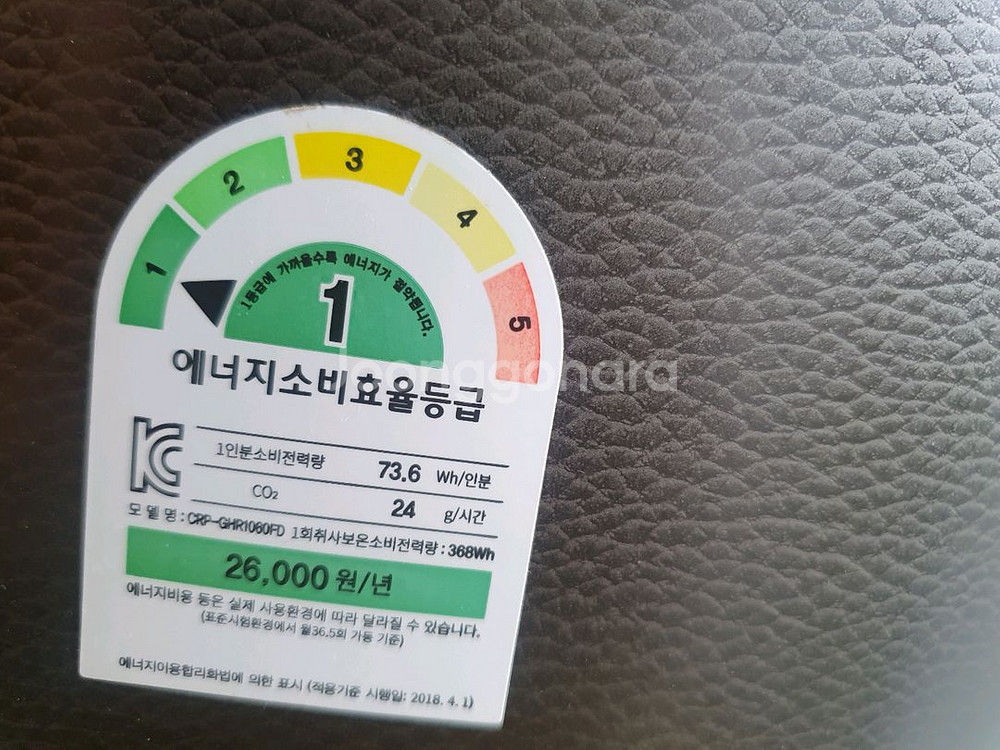 1 2 3 4 5
1등급에 가까울수록 에너지가 절약됩니다.
1
에너지소비효율등급
joonggonara
1인분소비전력량 73.6 Wh/인분
CO₂ 24 g/시간
모 델 명 : CRP-GHR1060FD 1회취사보온소비전력량 : 368Wh
26,000 원/년
에너지비용 등은 실제 사용환경에 따라 달라질 수 있습니다.
(표준시험환경에서 월36.5회 가동 기준)
에너지이용합리화법에 의한 표시 (적용기준 시행일: 2018. 4. 1)